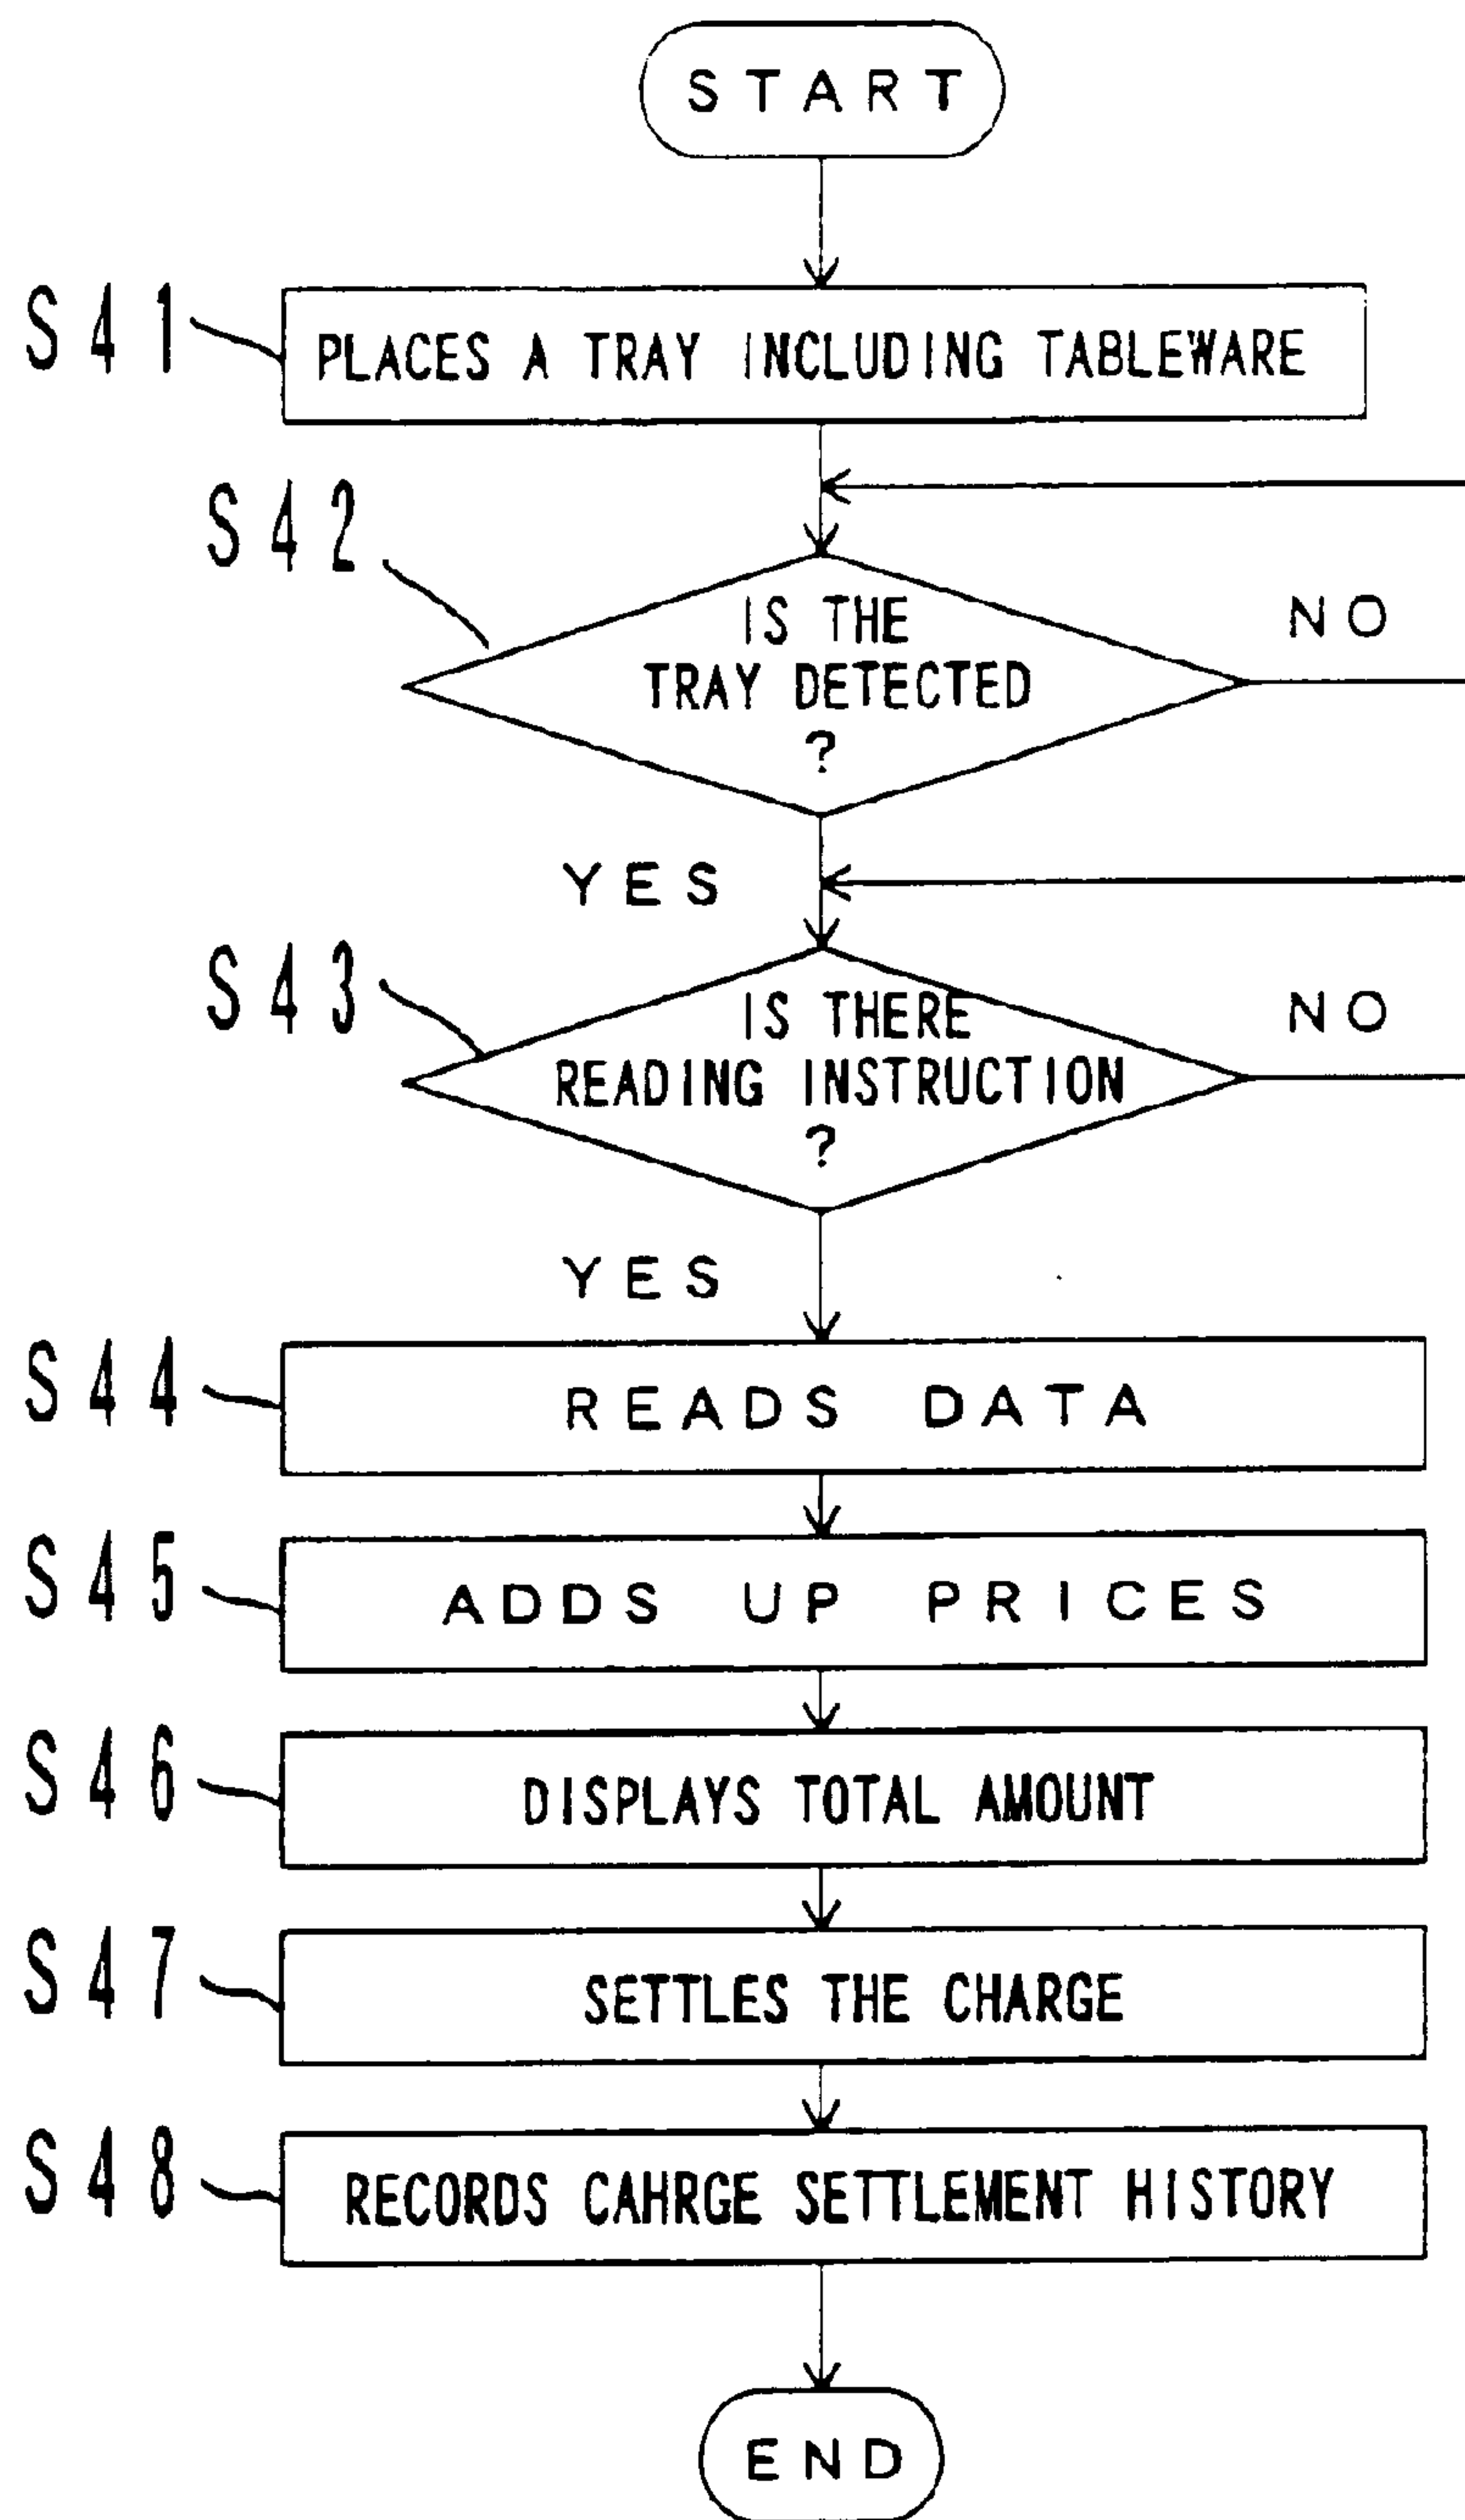 START
S41
PLACES A TRAY INCLUDING TABLEWARE
S42
IS THE
TRAY DETECTED
?
NO
YES
S43
IS THERE
READING INSTRUCTION
?
NO
YES
S44
READS DATA
S45
ADDS UP PRICES
S46
DISPLAYS TOTAL AMOUNT
S47
SETTLES THE CHARGE
S48
RECORDS CAHRGE SETTLEMENT HISTORY
END